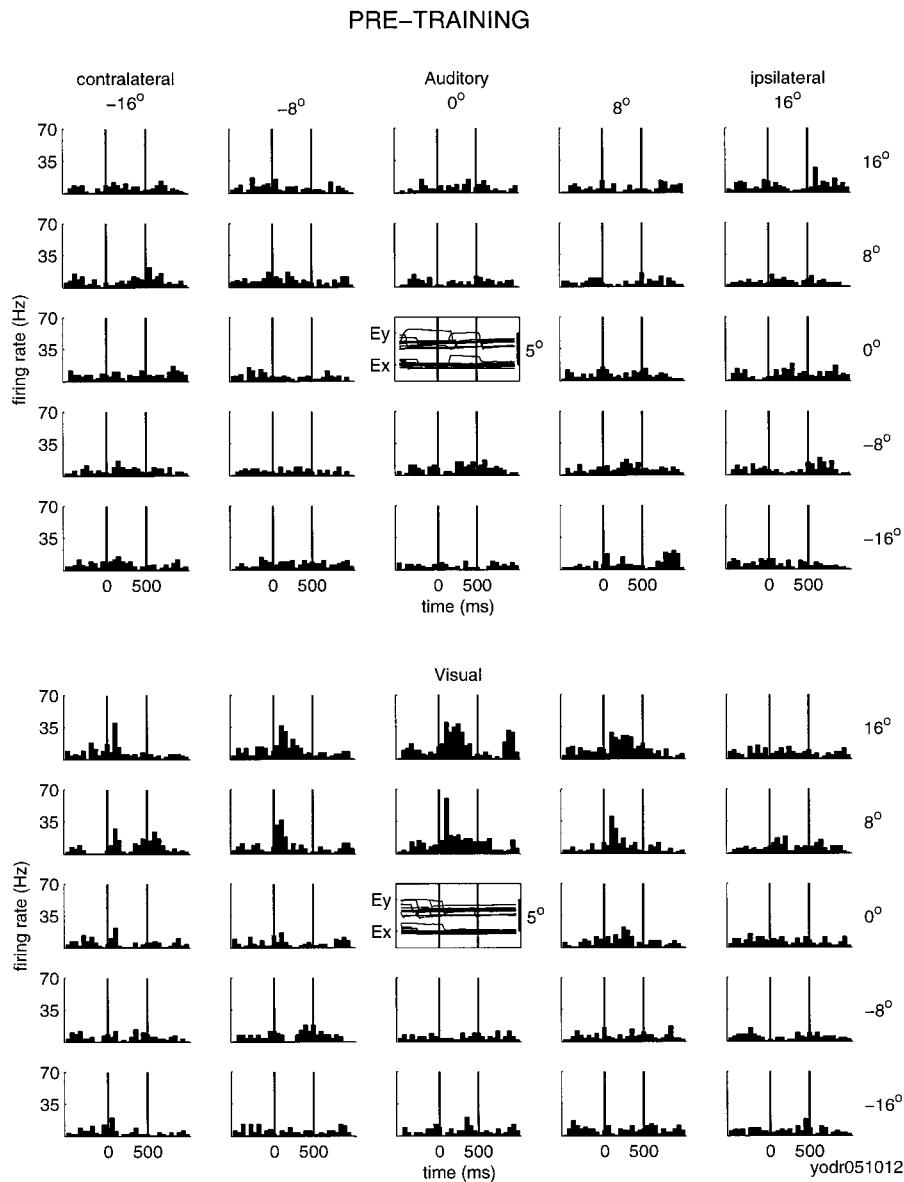 PRE–TRAINING
contralateral Auditory ipsilateral
–16° –8° 0° 8° 16°
70
35
16°
70
35
8°
firing rate (Hz)
70
35
Ey
Ex
5°
0°
70
35
–8°
70
35
–16°
0 500 0 500 0 500 0 500 0 500
time (ms)
Visual
70
35
16°
70
35
8°
firing rate (Hz)
70
35
Ey
Ex
5°
0°
70
35
–8°
70
35
–16°
0 500 0 500 0 500 0 500 0 500
time (ms)
yodr051012